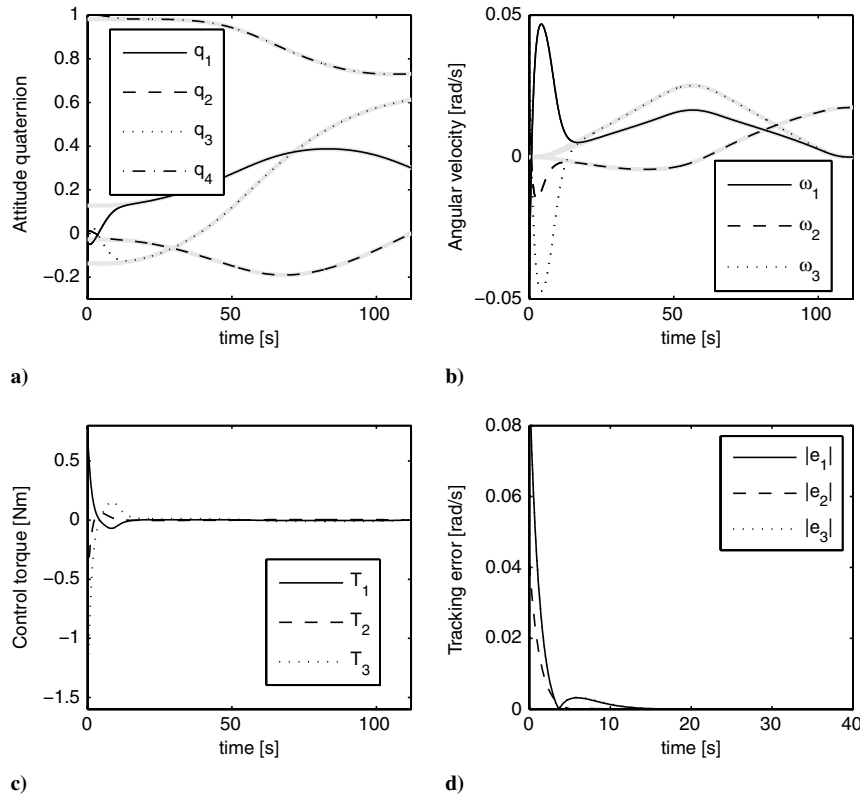 1
0.8
0.6
0.4
0.2
0
−0.2
Attitude quaternion
q1
q2
q3
q4
0
50
100
time [s]
a)
0.05
0
−0.05
Angular velocity [rad/s]
ω1
ω2
ω3
0
50
100
time [s]
b)
0.5
0
−0.5
−1
−1.5
Control torque [Nm]
T1
T2
T3
0
50
100
time [s]
c)
0.08
0.06
0.04
0.02
0
Tracking error [rad/s]
|e1|
|e2|
|e3|
0
10
20
30
40
time [s]
d)